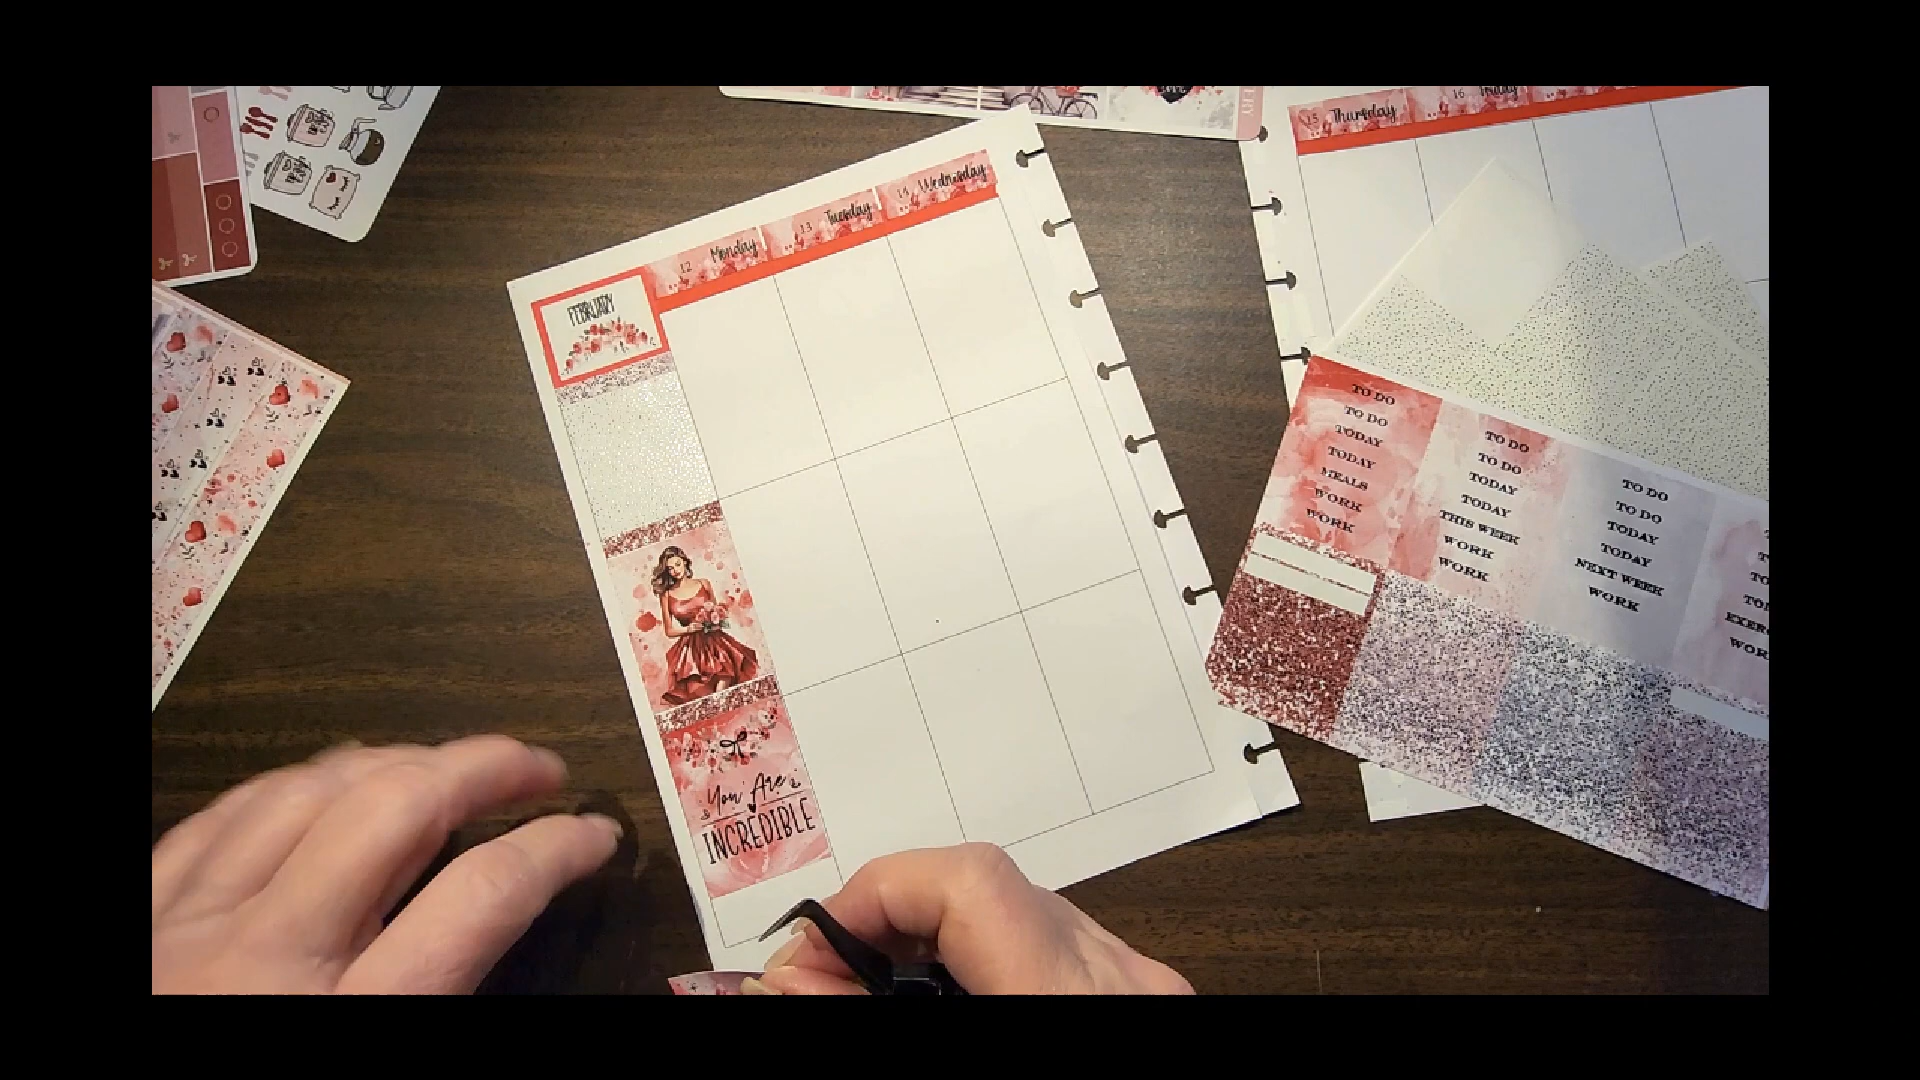 FEBRUARY
12 Monday
13 Tuesday
14 Wednesday
You Are
INCREDIBLE
15 Thursday
16 Friday
TO DO
TO DO
TODAY
TODAY
MEALS
WORK
WORK
TO DO
TO DO
TODAY
TODAY
THIS WEEK
WORK
WORK
TO DO
TO DO
TODAY
TODAY
NEXT WEEK
WORK